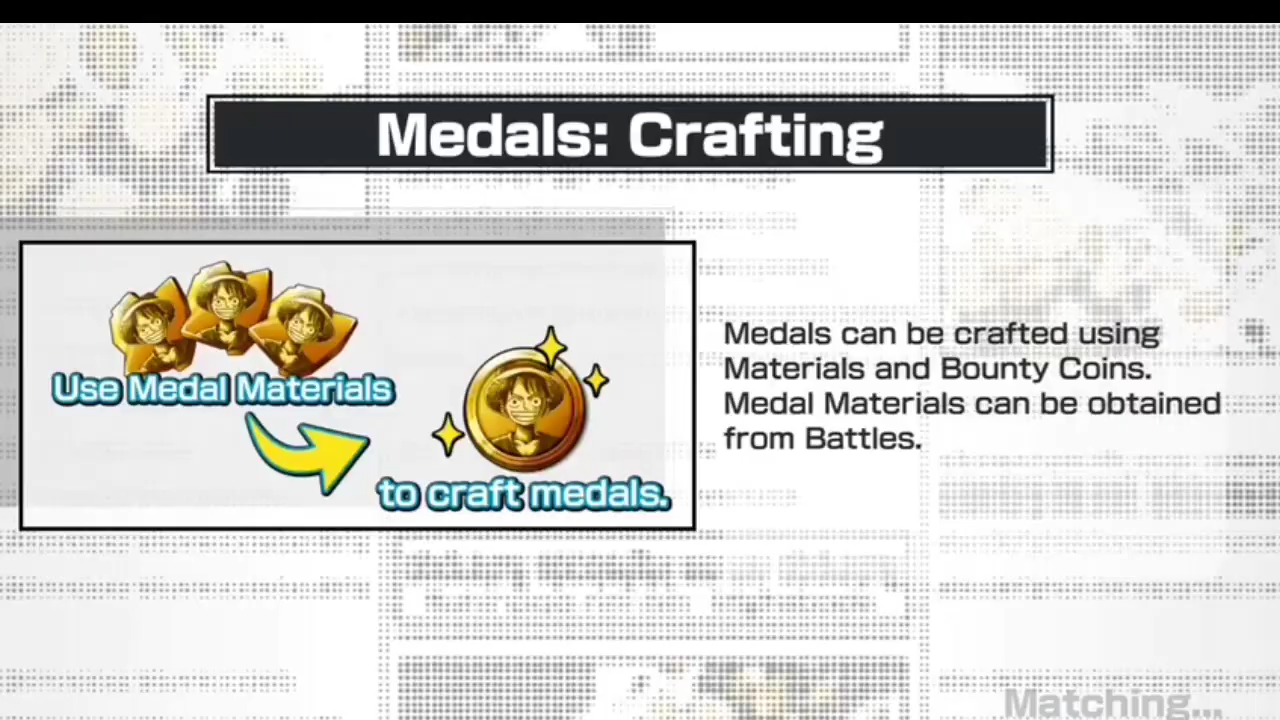 Medals: Crafting
Use Medal Materials
to craft medals.
Medals can be crafted using
Materials and Bounty Coins.
Medal Materials can be obtained
from Battles.
Matching...